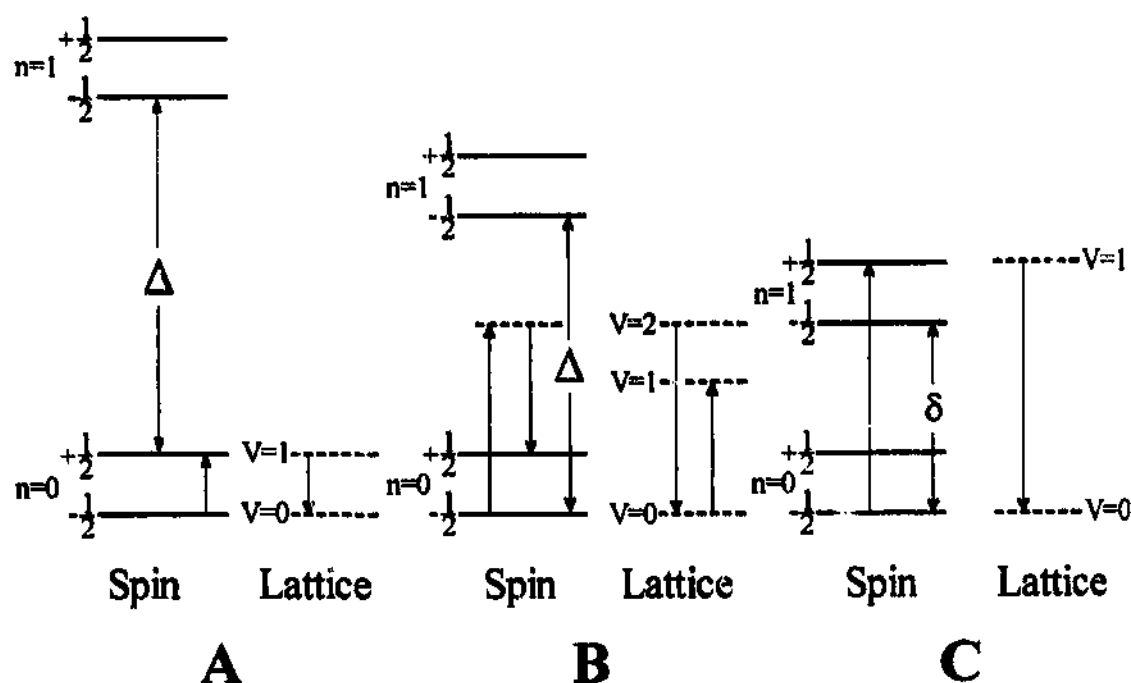 +1/2
n=1
-1/2
Δ
+1/2
n=0
-1/2
V=1
V=0
Spin
Lattice
A
+1/2
n=1
-1/2
Δ
+1/2
n=0
-1/2
V=2
V=1
V=0
Spin
Lattice
B
+1/2
n=1
-1/2
δ
+1/2
n=0
-1/2
V=1
V=0
Spin
Lattice
C